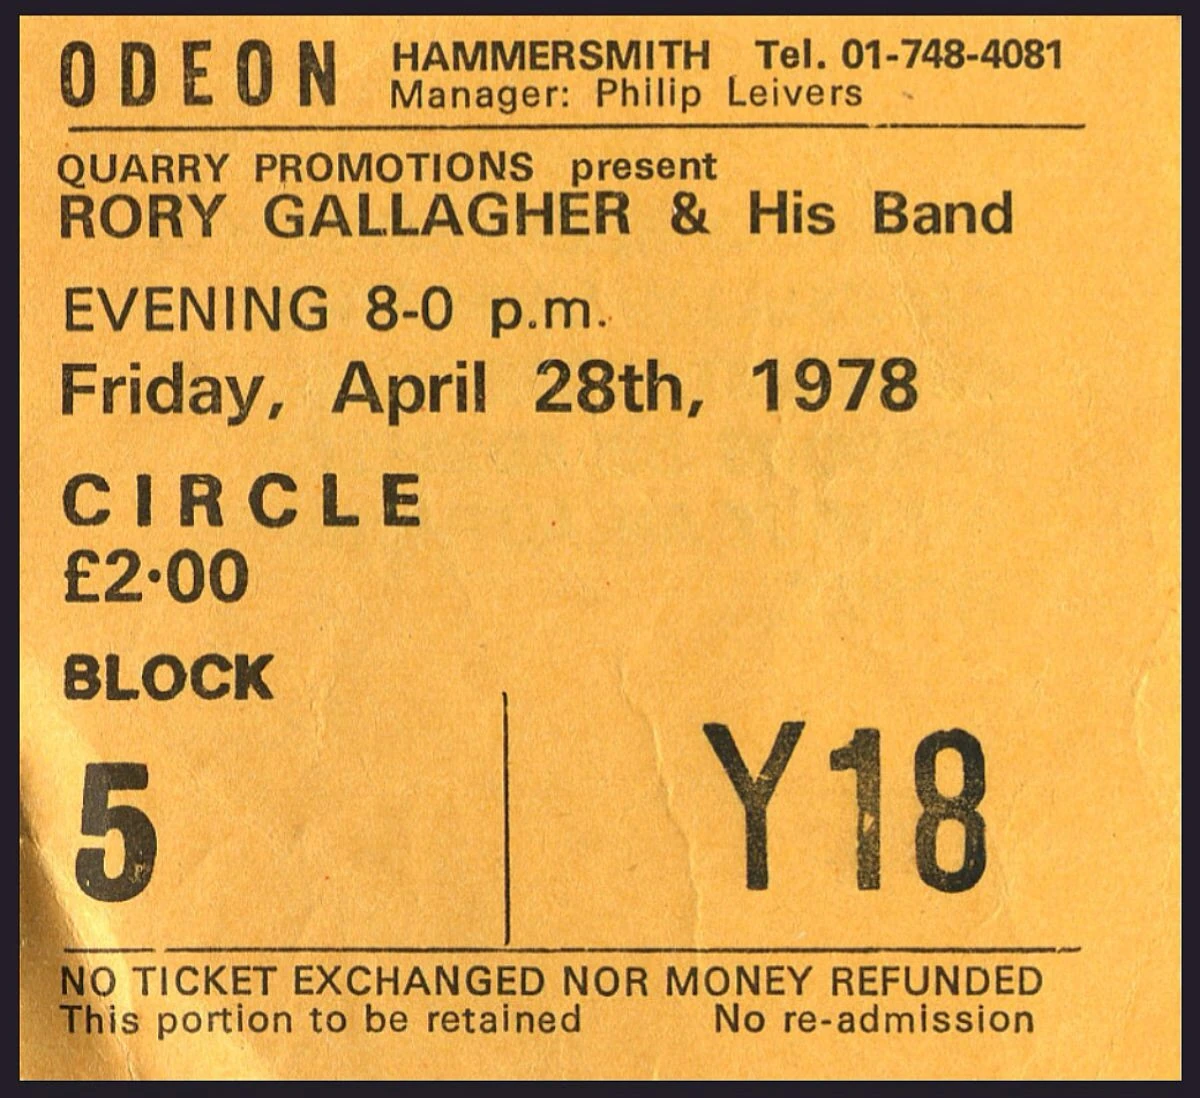 ODEON HAMMERSMITH Tel. 01-748-4081
Manager: Philip Leivers
QUARRY PROMOTIONS present
RORY GALLAGHER & His Band
EVENING 8-0 p.m.
Friday, April 28th, 1978
CIRCLE
£2·00
BLOCK
5 Y18
NO TICKET EXCHANGED NOR MONEY REFUNDED
This portion to be retained No re-admission